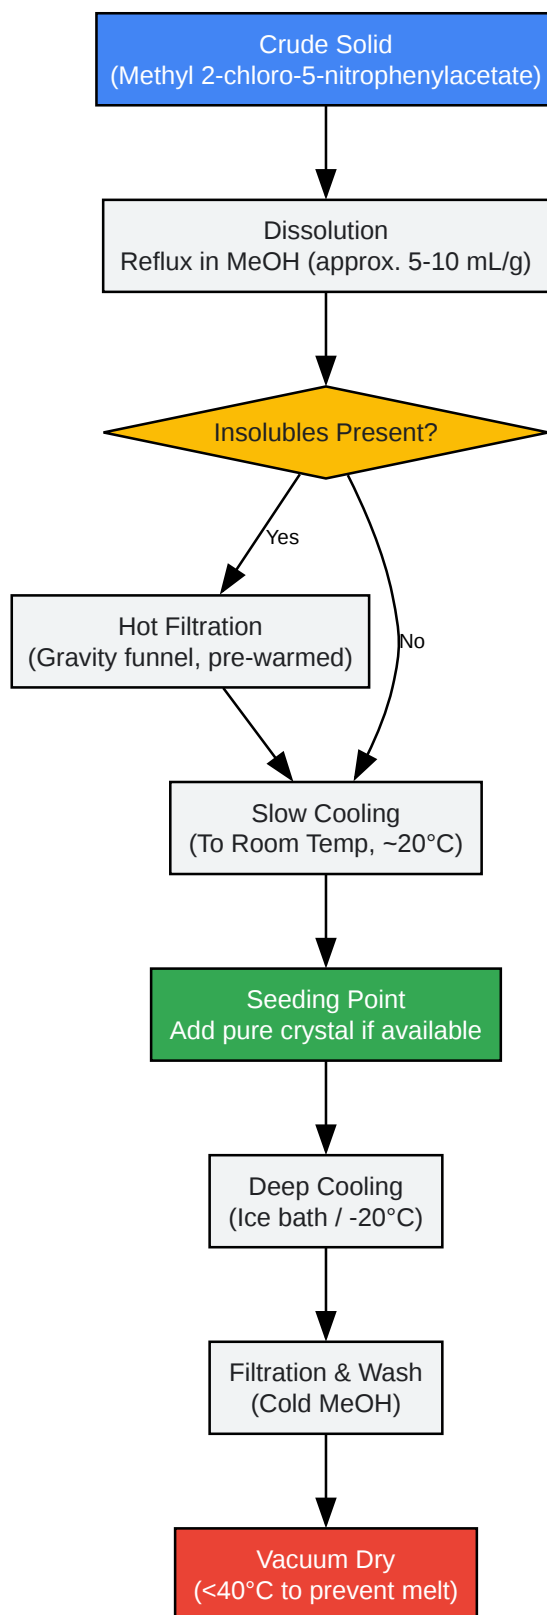 Crude Solid
(Methyl 2-chloro-5-nitrophenylacetate)
Dissolution
Reflux in MeOH (approx. 5-10 mL/g)
Insolubles Present?
Yes
Hot Filtration
(Gravity funnel, pre-warmed)
No
Slow Cooling
(To Room Temp, ~20°C)
Seeding Point
Add pure crystal if available
Deep Cooling
(Ice bath / -20°C)
Filtration & Wash
(Cold MeOH)
Vacuum Dry
(<40°C to prevent melt)